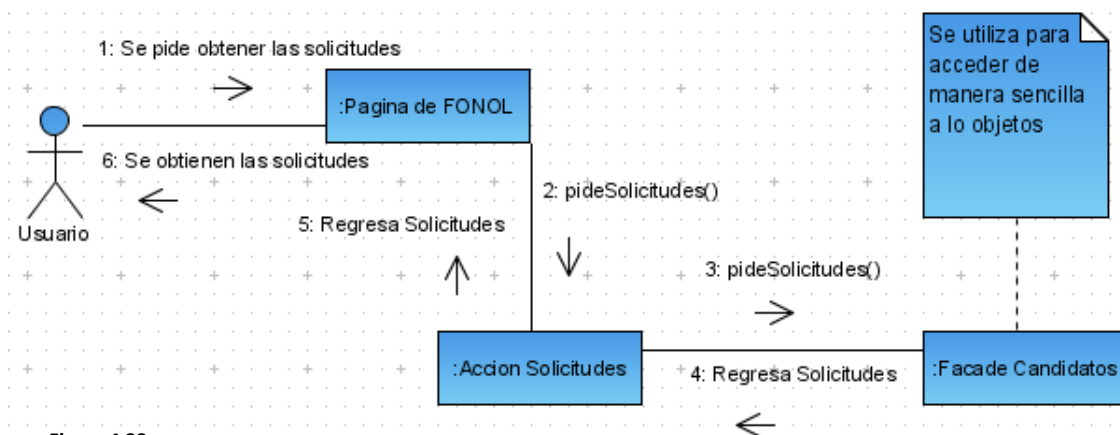 1: Se pide obtener las solicitudes
:Pagina de FONOL
Se utiliza para
acceder de
manera sencilla
a lo objetos
6: Se obtienen las solicitudes
Usuario
2: pideSolicitudes()
5: Regresa Solicitudes
3: pideSolicitudes()
:Accion Solicitudes
4: Regresa Solicitudes
:Facade Candidatos